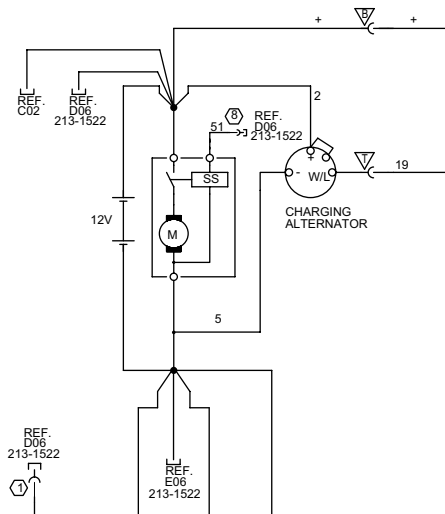 B
+
+
REF.
C02
REF.
D06
213-1522
2
8
51
REF.
D06
213-1522
SS
+
-
W/L
T
19
CHARGING
ALTERNATOR
12V
M
5
REF.
D06
213-1522
1
REF.
E06
213-1522